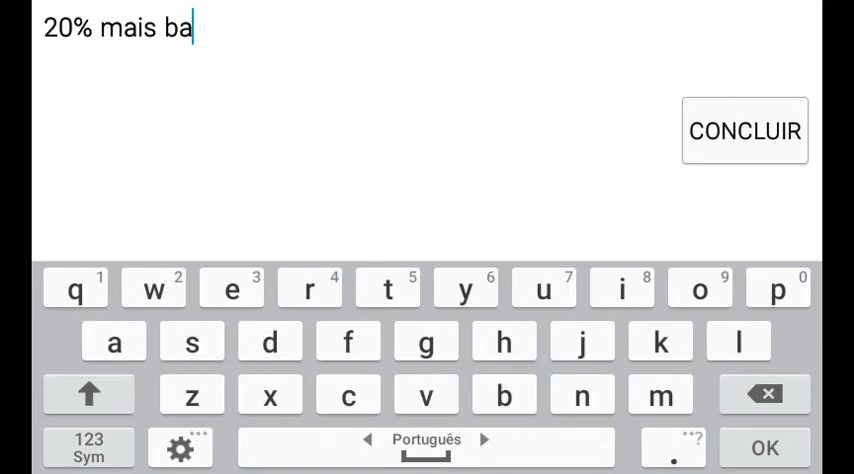 20% mais ba
CONCLUIR
q 1 w 2 e 3 r 4 t 5 y 6 u 7 i 8 o 9 p 0
a s d f g h j k l
z x c v b n m
123 Sym ... Português . ..? OK